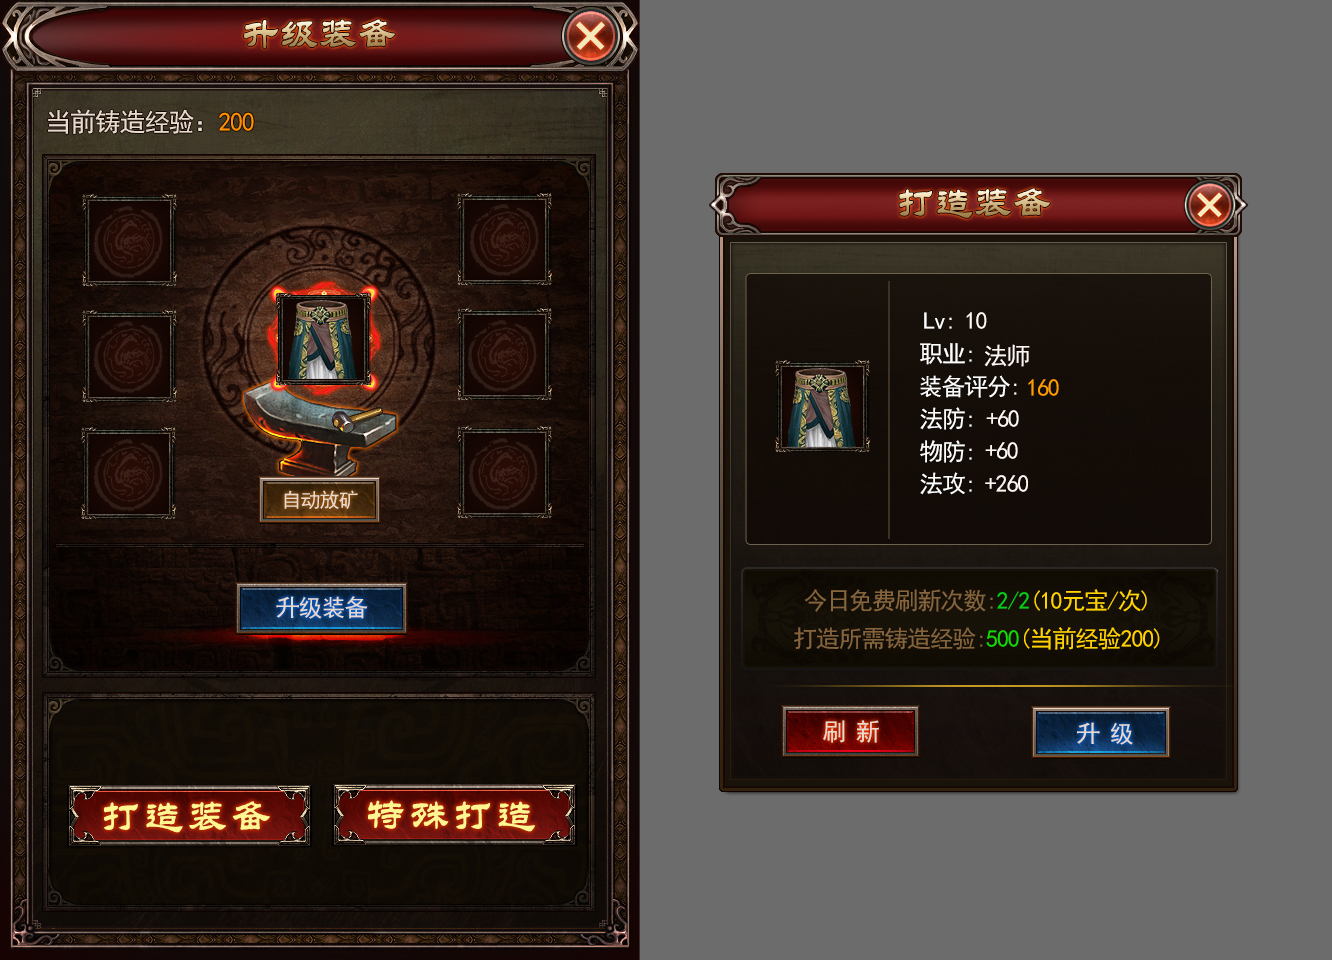 升级装备
当前铸造经验：200
自动放矿
升级装备
打造装备
特殊打造
打造装备
Lv: 10
职业: 法师
装备评分: 160
法防: +60
物防: +60
法攻: +260
今日免费刷新次数:2/2(10元宝/次)
打造所需铸造经验:500(当前经验200)
刷 新
升 级